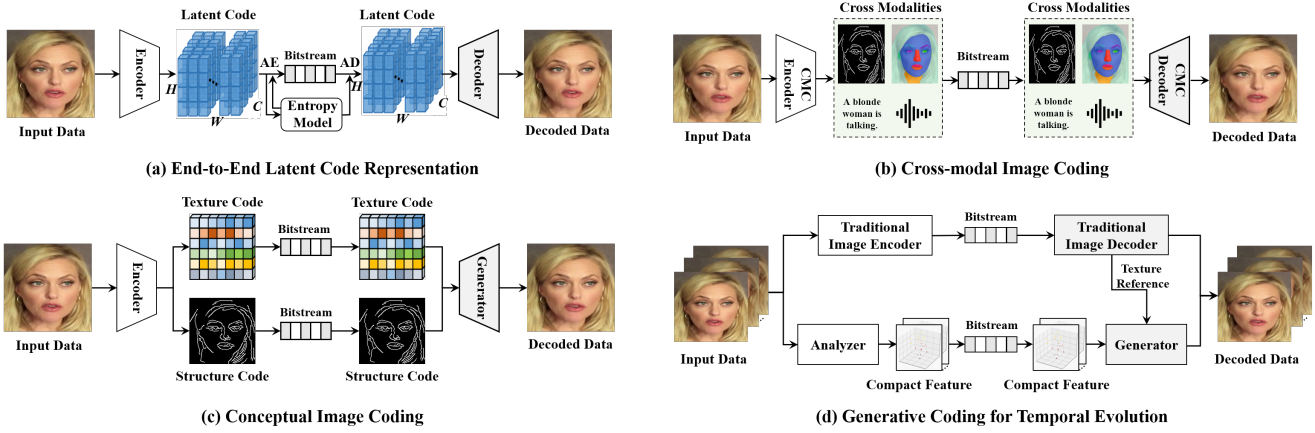 Latent Code
Latent Code
Encoder
AE
Bitstream
AD
Decoder
H
W
C
Entropy
Model
H
W
C
Input Data
Decoded Data
(a) End-to-End Latent Code Representation
Cross Modalities
Cross Modalities
CMC
Encoder
Bitstream
CMC
Decoder
A blonde
woman is
talking.
A blonde
woman is
talking.
Input Data
Decoded Data
(b) Cross-modal Image Coding
Texture Code
Texture Code
Bitstream
Encoder
Generator
Bitstream
Input Data
Decoded Data
Structure Code
Structure Code
(c) Conceptual Image Coding
Traditional
Image Encoder
Bitstream
Traditional
Image Decoder
Texture
Reference
Analyzer
Bitstream
Generator
Input Data
Decoded Data
Compact Feature
Compact Feature
(d) Generative Coding for Temporal Evolution